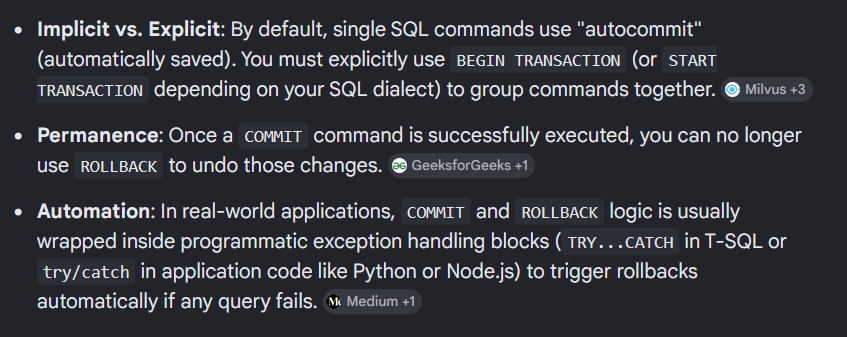 • Implicit vs. Explicit: By default, single SQL commands use "autocommit"
(automatically saved). You must explicitly use BEGIN TRANSACTION (or START
TRANSACTION depending on your SQL dialect) to group commands together. Milvus +3
• Permanence: Once a COMMIT command is successfully executed, you can no longer
use ROLLBACK to undo those changes. GeeksforGeeks +1
• Automation: In real-world applications, COMMIT and ROLLBACK logic is usually
wrapped inside programmatic exception handling blocks (TRY...CATCH in T-SQL or
try/catch in application code like Python or Node.js) to trigger rollbacks
automatically if any query fails. Medium +1